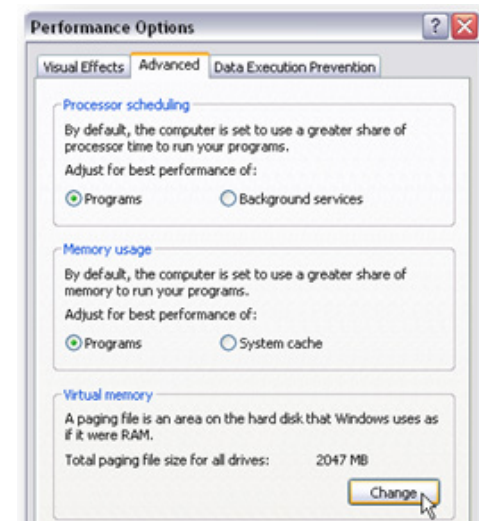 Performance Options
Visual Effects Advanced Data Execution Prevention
Processor scheduling
By default, the computer is set to use a greater share of
processor time to run your programs.
Adjust for best performance of:
Programs Background services
Memory usage
By default, the computer is set to use a greater share of
memory to run your programs.
Adjust for best performance of:
Programs System cache
Virtual memory
A paging file is an area on the hard disk that Windows uses as
if it were RAM.
Total paging file size for all drives: 2047 MB
Change